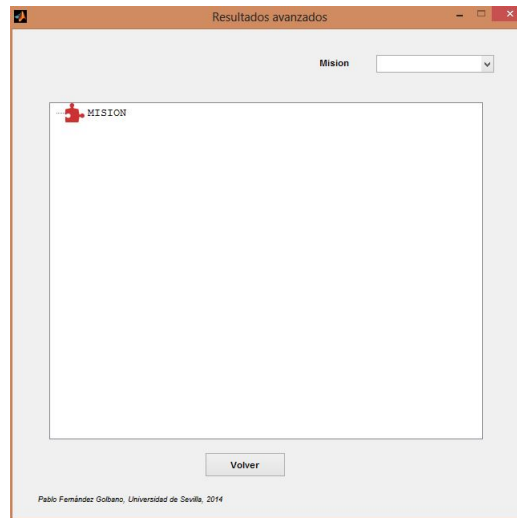 Resultados avanzados
Mision
MISION
Volver
Pablo Fernández Golbano, Universidad de Sevilla, 2014